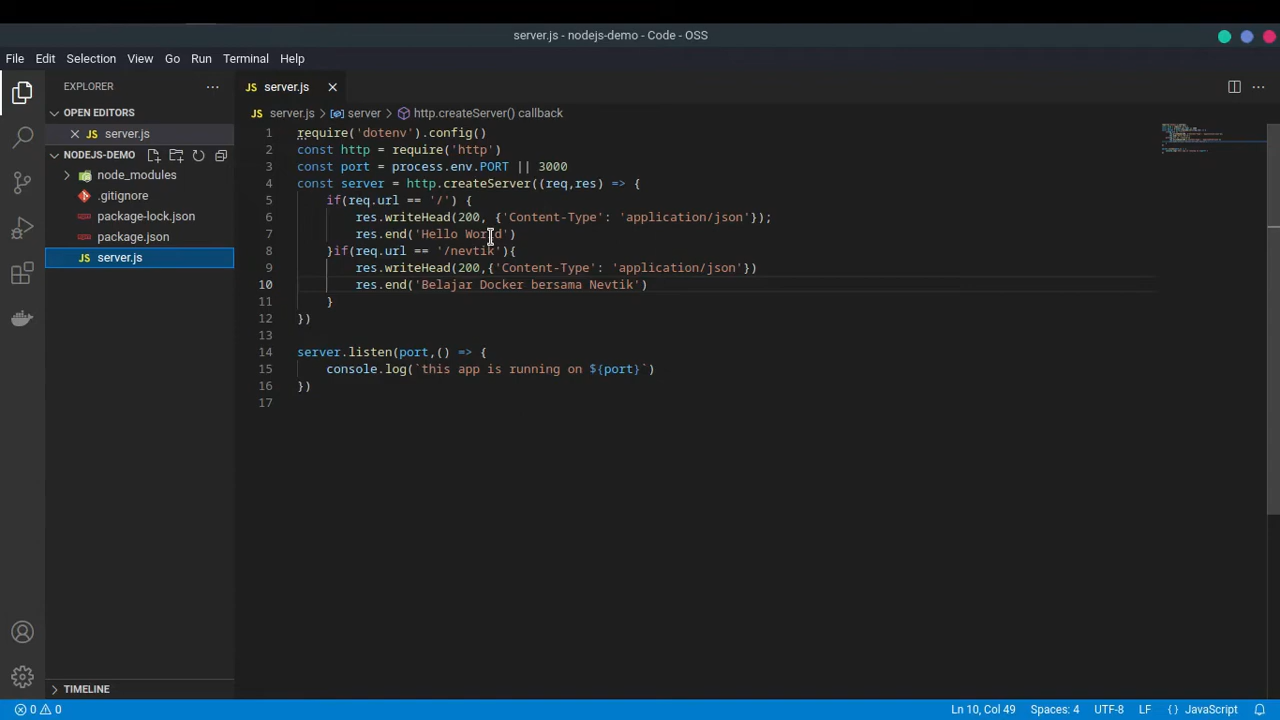 server.js - nodejs-demo - Code - OSS
File Edit Selection View Go Run Terminal Help
EXPLORER
OPEN EDITORS
JS server.js
NODEJS-DEMO
node_modules
.gitignore
package-lock.json
package.json
JS server.js
TIMELINE
JS server.js
JS server.js server http.createServer() callback
1 require('dotenv').config()
2 const http = require('http')
3 const port = process.env.PORT || 3000
4 const server = http.createServer((req,res) => {
5 if(req.url == '/') {
6 res.writeHead(200, {'Content-Type': 'application/json'});
7 res.end('Hello World')
8 }if(req.url == '/nevtik'){
9 res.writeHead(200,{'Content-Type': 'application/json'})
10 res.end('Belajar Docker bersama Nevtik')
11 }
12 })
13
14 server.listen(port,() => {
15 console.log(`this app is running on ${port}`)
16 })
17
0 0 Ln 10, Col 49 Spaces: 4 UTF-8 LF {} JavaScript